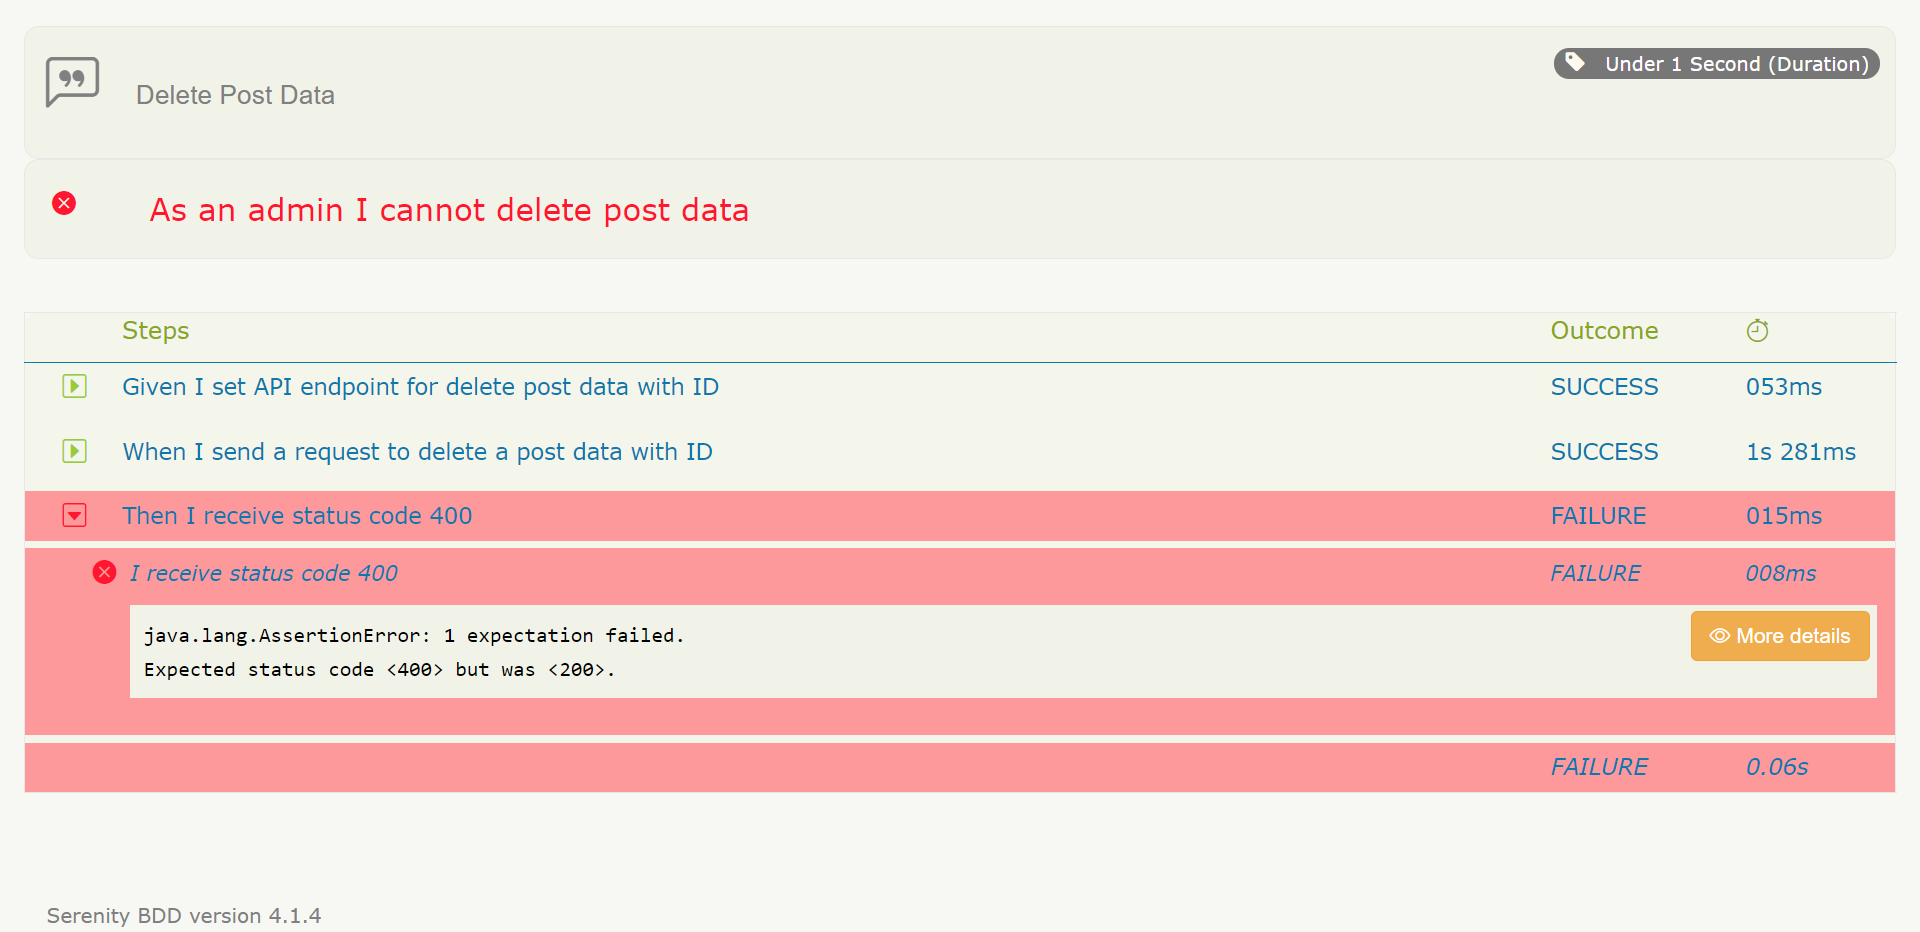 Delete Post Data
Under 1 Second (Duration)
As an admin I cannot delete post data
Steps Outcome
Given I set API endpoint for delete post data with ID SUCCESS 053ms
When I send a request to delete a post data with ID SUCCESS 1s 281ms
Then I receive status code 400 FAILURE 015ms
I receive status code 400 FAILURE 008ms
java.lang.AssertionError: 1 expectation failed.
More details
Expected status code <400> but was <200>.
FAILURE 0.06s
Serenity BDD version 4.1.4